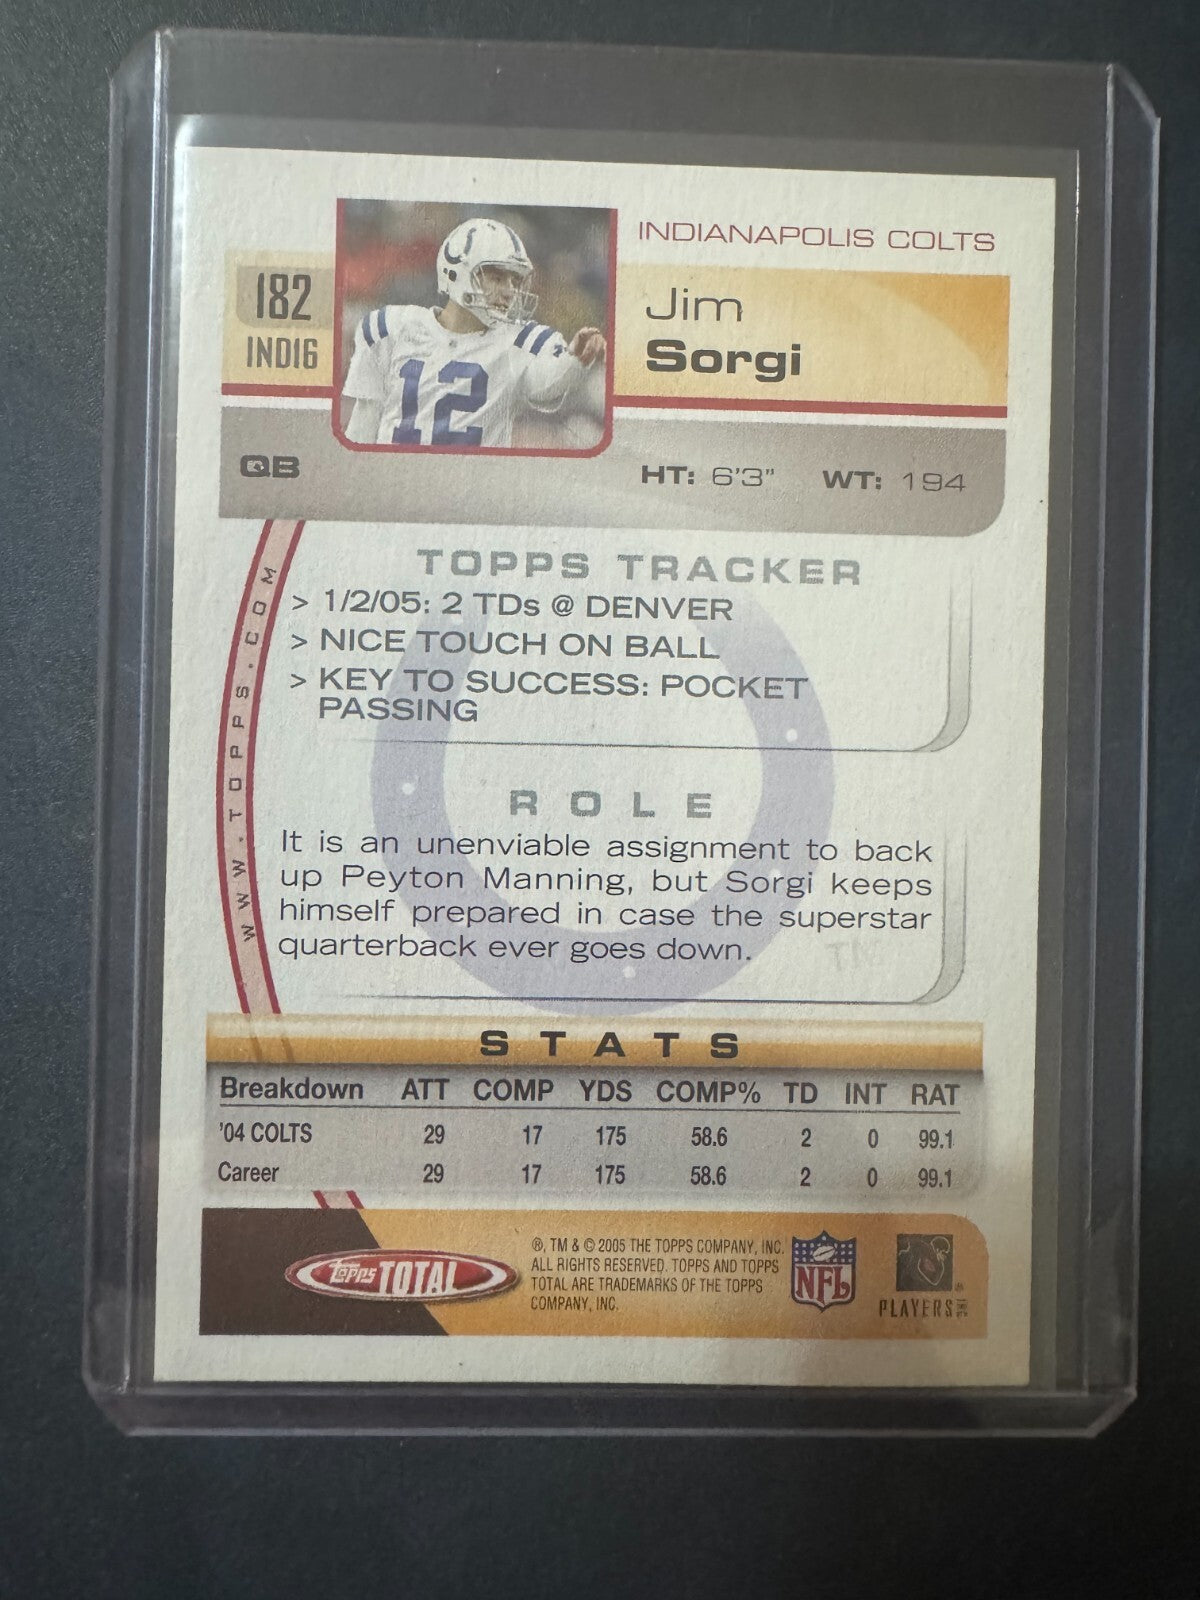 INDIANAPOLIS COLTS
182
IND16
Jim
Sorgi
12
QB
HT: 6'3" WT: 194
WWW.TOPPS.COM
TOPPS TRACKER
> 1/2/05: 2 TDs @ DENVER
> NICE TOUCH ON BALL
> KEY TO SUCCESS: POCKET
PASSING
ROLE
It is an unenviable assignment to back
up Peyton Manning, but Sorgi keeps
himself prepared in case the superstar
quarterback ever goes down.
STATS
Breakdown ATT COMP YDS COMP% TD INT RAT
'04 COLTS 29 17 175 58.6 2 0 99.1
Career 29 17 175 58.6 2 0 99.1
Topps TOTAL
®, TM & © 2005 THE TOPPS COMPANY, INC.
ALL RIGHTS RESERVED. TOPPS AND TOPPS
TOTAL ARE TRADEMARKS OF THE TOPPS
COMPANY, INC.
NFL
PLAYERS INC